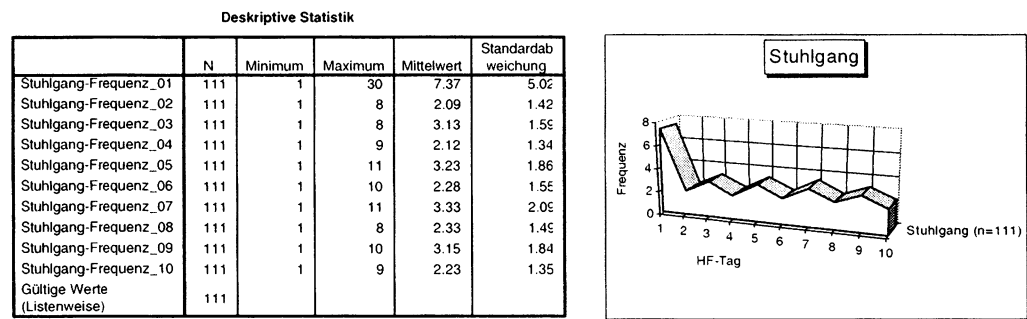 Deskriptive Statistik
N Minimum Maximum Mittelwert Standardab
weichung
Stuhlgang-Frequenz_01 111 1 30 7.37 5.02
Stuhlgang-Frequenz_02 111 1 8 2.09 1.42
Stuhlgang-Frequenz_03 111 1 8 3.13 1.59
Stuhlgang-Frequenz_04 111 1 9 2.12 1.34
Stuhlgang-Frequenz_05 111 1 11 3.23 1.86
Stuhlgang-Frequenz_06 111 1 10 2.28 1.55
Stuhlgang-Frequenz_07 111 1 11 3.33 2.09
Stuhlgang-Frequenz_08 111 1 8 2.33 1.49
Stuhlgang-Frequenz_09 111 1 10 3.15 1.84
Stuhlgang-Frequenz_10 111 1 9 2.23 1.35
Gültige Werte
(Listenweise) 111
Stuhlgang
Frequenz
8
6
4
2
0
1 2 3 4 5 6 7 8 9 10
HF-Tag
Stuhlgang (n=111)